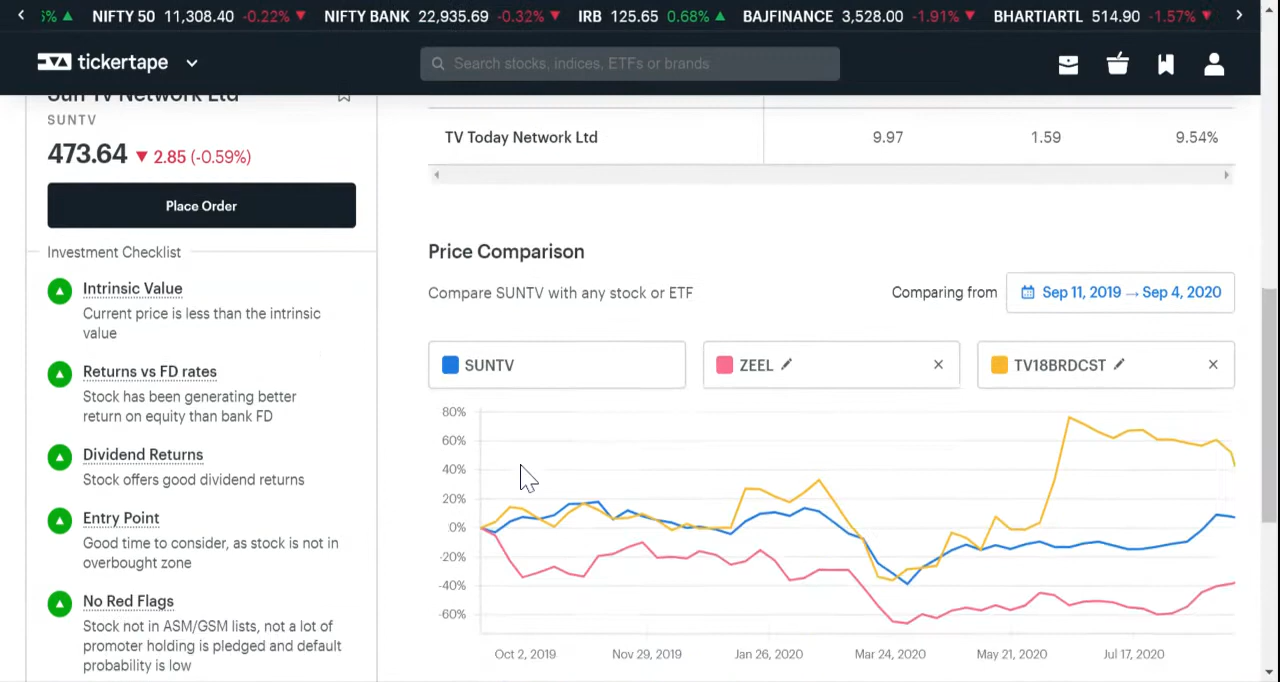 6% NIFTY 50 11,308.40 -0.22% NIFTY BANK 22,935.69 -0.32% IRB 125.65 0.68% BAJFINANCE 3,528.00 -1.91% BHARTIARTL 514.90 -1.57%
tickertape Search stocks, indices, ETFs or brands
Sun TV Network Ltd
SUNTV
473.64 2.85 (-0.59%)
Place Order
Investment Checklist
Intrinsic Value
Current price is less than the intrinsic
value
Returns vs FD rates
Stock has been generating better
return on equity than bank FD
Dividend Returns
Stock offers good dividend returns
Entry Point
Good time to consider, as stock is not in
overbought zone
No Red Flags
Stock not in ASM/GSM lists, not a lot of
promoter holding is pledged and default
probability is low
TV Today Network Ltd 9.97 1.59 9.54%
Price Comparison
Compare SUNTV with any stock or ETF Comparing from Sep 11, 2019 → Sep 4, 2020
SUNTV ZEEL TV18BRDCST
80%
60%
40%
20%
0%
-20%
-40%
-60%
Oct 2, 2019 Nov 29, 2019 Jan 26, 2020 Mar 24, 2020 May 21, 2020 Jul 17, 2020